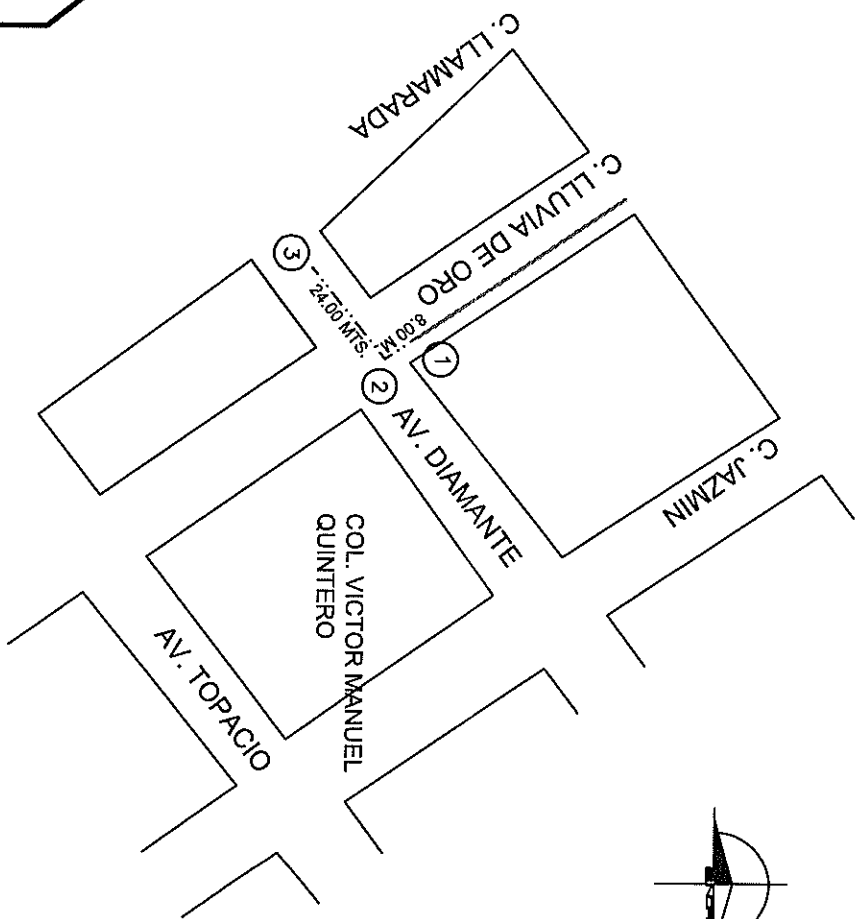 C. LLAMARADA
C. LLUVIA DE ORO
3
24.00 MTS.
8.00 M
1
2
AV. DIAMANTE
C. JAZMIN
COL. VICTOR MANUEL
QUINTERO
AV. TOPACIO